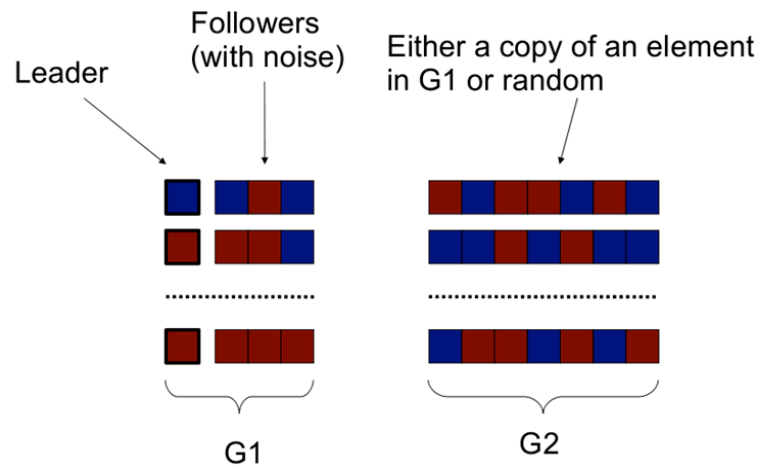 Leader
Followers
(with noise)
Either a copy of an element
in G1 or random
G1
G2